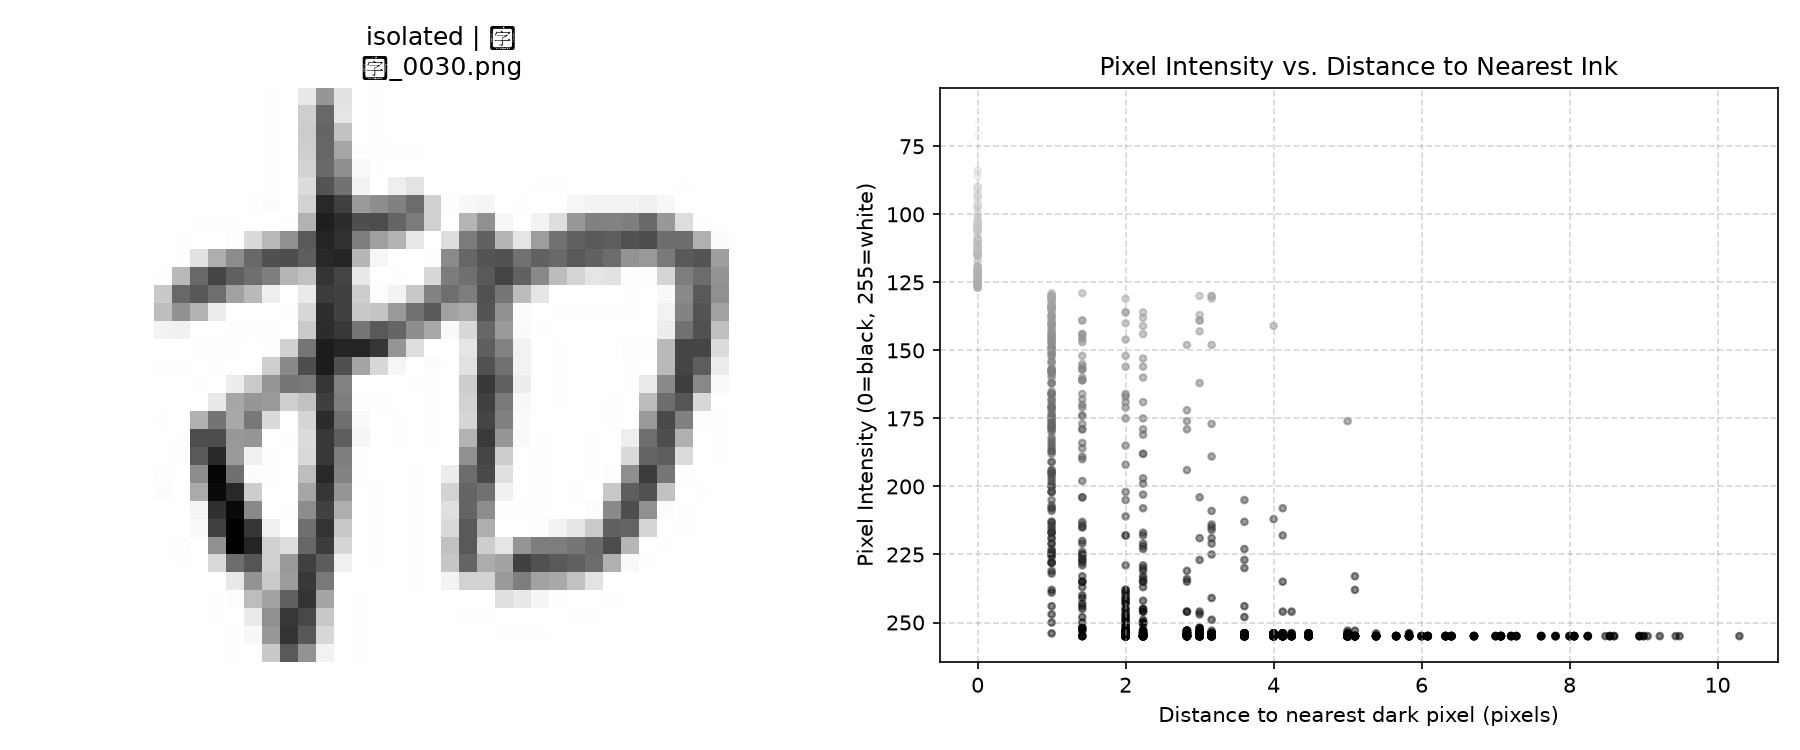 isolated |
_0030.png
扣
Pixel Intensity vs. Distance to Nearest Ink
75
100
125
150
175
200
225
250
Pixel Intensity (0=black, 255=white)
0 2 4 6 8 10
Distance to nearest dark pixel (pixels)